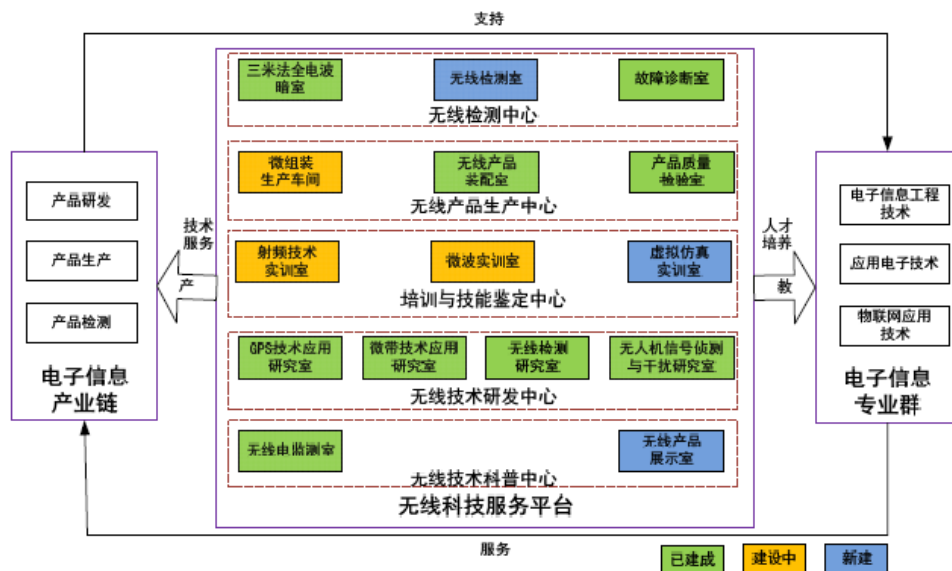 支持
三米法全电波
暗室
无线检测室
故障诊断室
无线检测中心
微组装
生产车间
无线产品
装配室
产品质量
检验室
无线产品生产中心
射频技术
实训室
微波实训室
虚拟仿真
实训室
培训与技能鉴定中心
GPS技术应用
研究室
微带技术应用
研究室
无线检测
研究室
无人机信号侦测
与干扰研究室
无线技术研发中心
无线电监测室
无线产品
展示室
无线技术科普中心
无线科技服务平台
产品研发
产品生产
产品检测
电子信息
产业链
技术
服务
产
人才
培养
教
电子信息工程
技术
应用电子技术
物联网应用
技术
电子信息
专业群
服务
已建成
建设中
新建